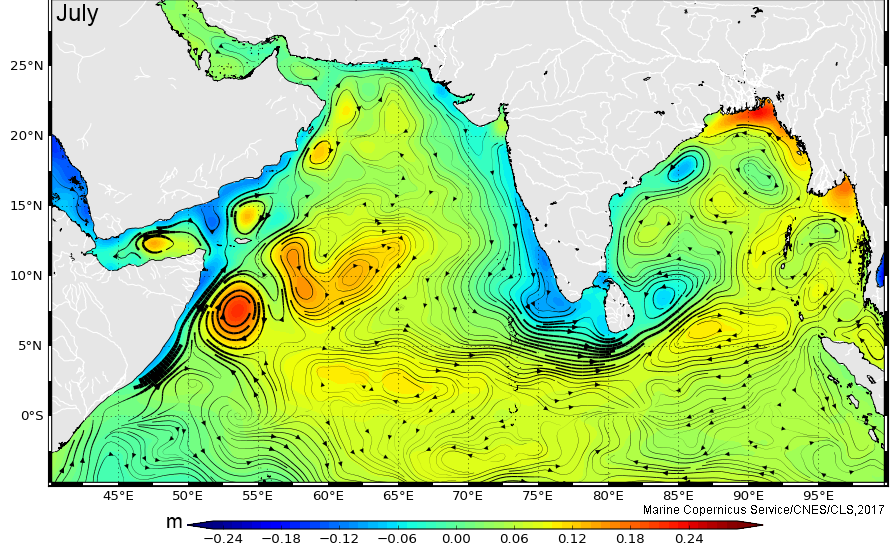 July
25°N
20°N
15°N
10°N
5°N
0°S
45°E 50°E 55°E 60°E 65°E 70°E 75°E 80°E 85°E 90°E 95°E
Marine Copernicus Service/CNES/CLS,2017
m
−0.24 −0.18 −0.12 −0.06 0.00 0.06 0.12 0.18 0.24